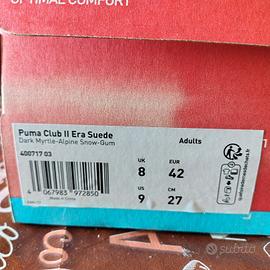 OPTIMAL COMFORT
Puma Club II Era Suede
Dark Myrtle-Alpine Snow-Gum
Adults
400717 03
UK
EUR
8
42
US
CM
9
27
4 067983 972850
Made in China
subito